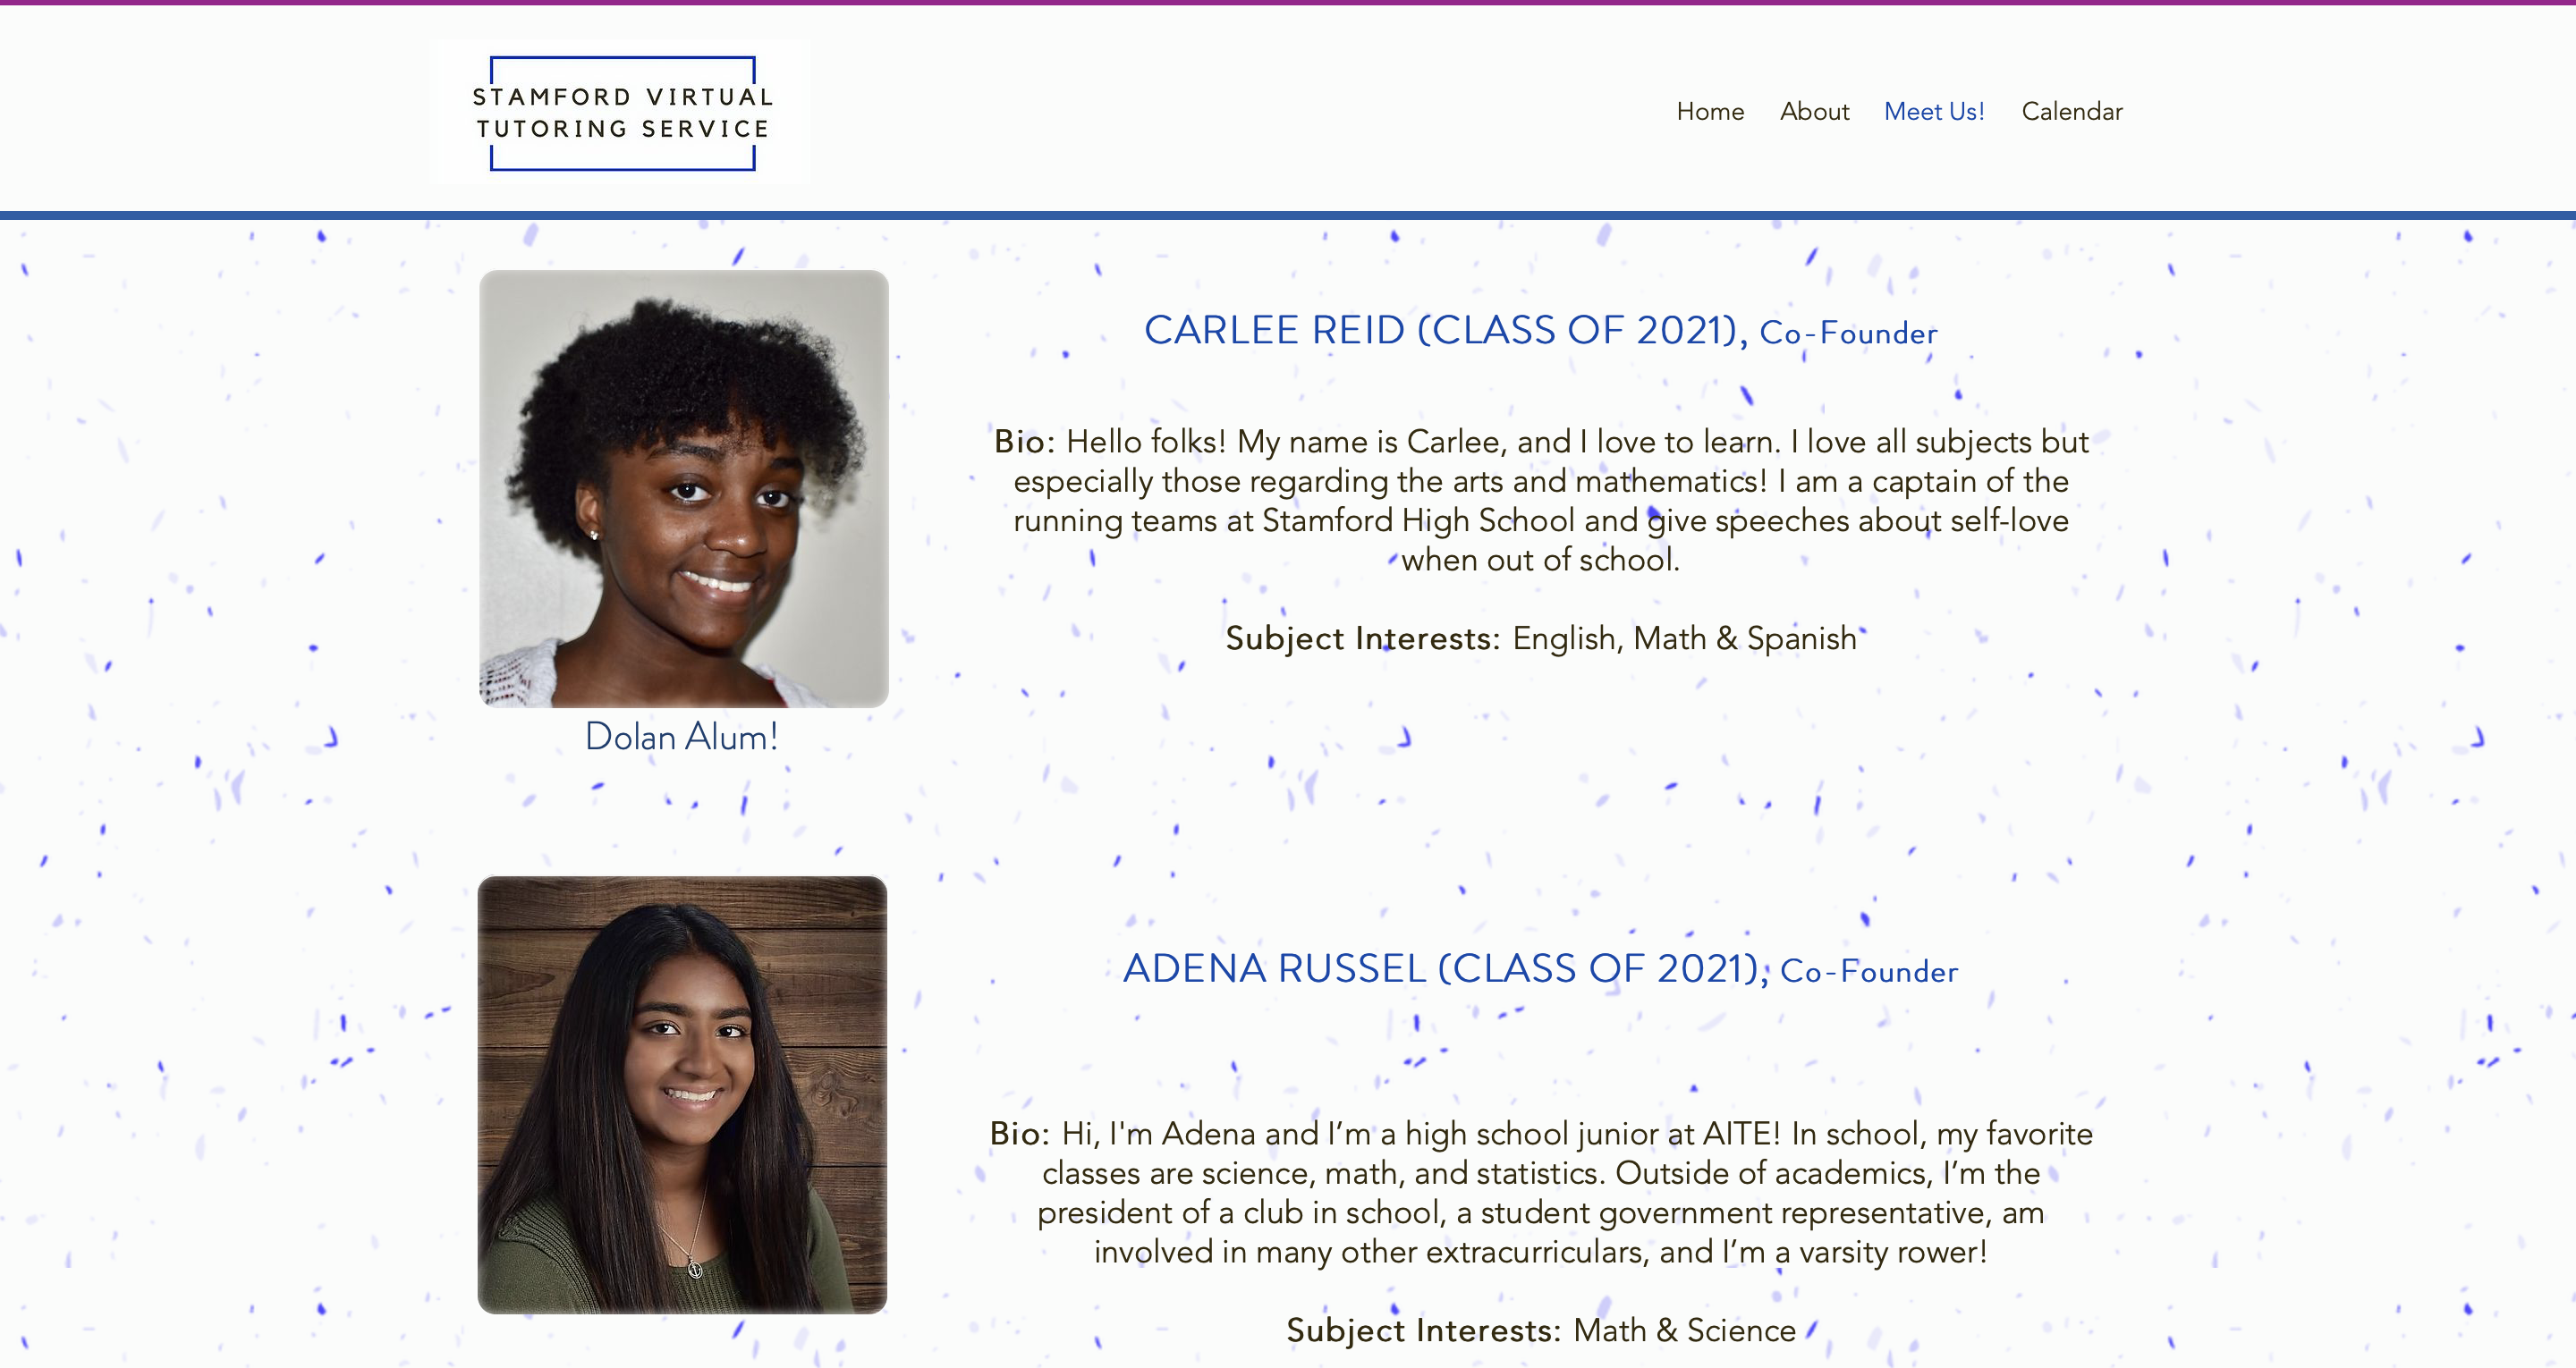 STAMFORD VIRTUAL
TUTORING SERVICE
Home About Meet Us! Calendar
CARLEE REID (CLASS OF 2021), Co-Founder
Bio: Hello folks! My name is Carlee, and I love to learn. I love all subjects but
especially those regarding the arts and mathematics! I am a captain of the
running teams at Stamford High School and give speeches about self-love
when out of school.
Subject Interests: English, Math & Spanish
Dolan Alum!
ADENA RUSSEL (CLASS OF 2021), Co-Founder
Bio: Hi, I'm Adena and I’m a high school junior at AITE! In school, my favorite
classes are science, math, and statistics. Outside of academics, I’m the
president of a club in school, a student government representative, am
involved in many other extracurriculars, and I’m a varsity rower!
Subject Interests: Math & Science